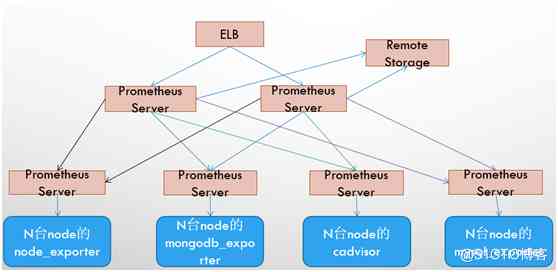 ELB
Remote
Storage
Prometheus
Server
Prometheus
Server
Prometheus
Server
Prometheus
Server
Prometheus
Server
Prometheus
Server
N台node的
node_exporter
N台node的
mongodb_expo
rter
N台node的
cadvisor
N台node的
@51CTO博客